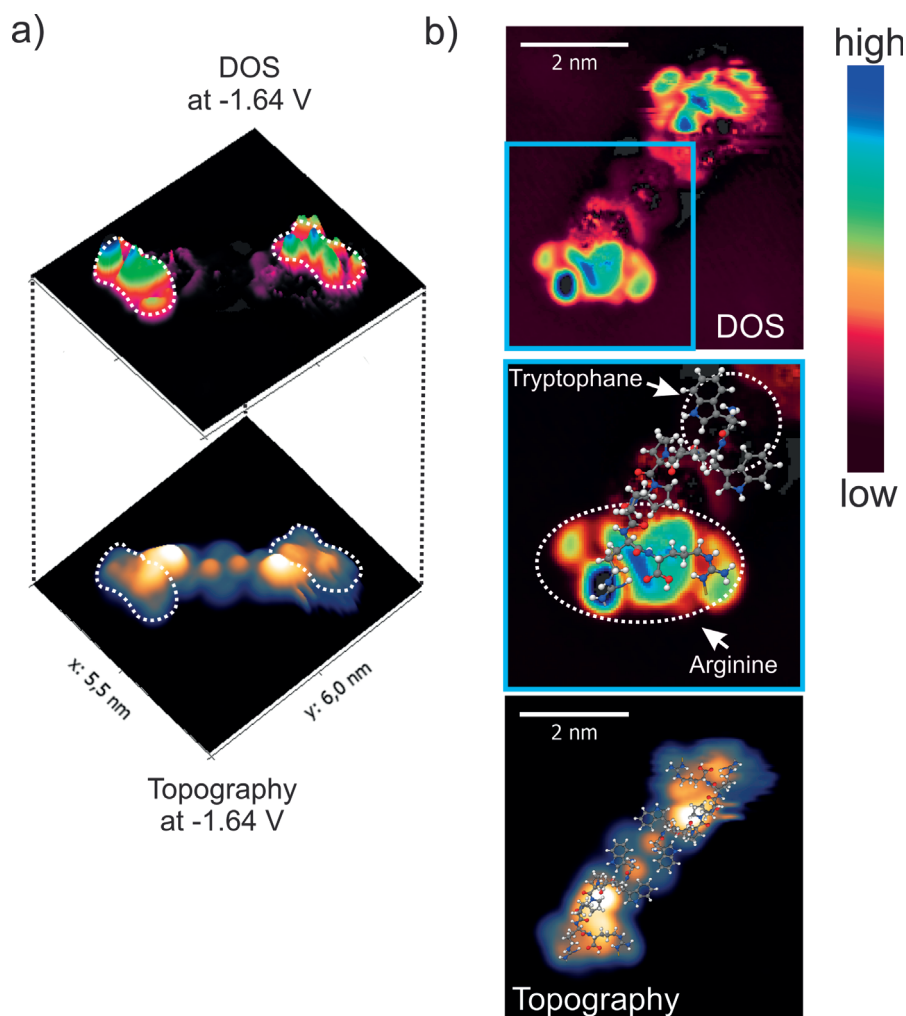 a)
DOS
at -1.64 V
x: 5,5 nm
y: 6,0 nm
Topography
at -1.64 V
b)
2 nm
DOS
Tryptophane
Arginine
2 nm
Topography
high
low